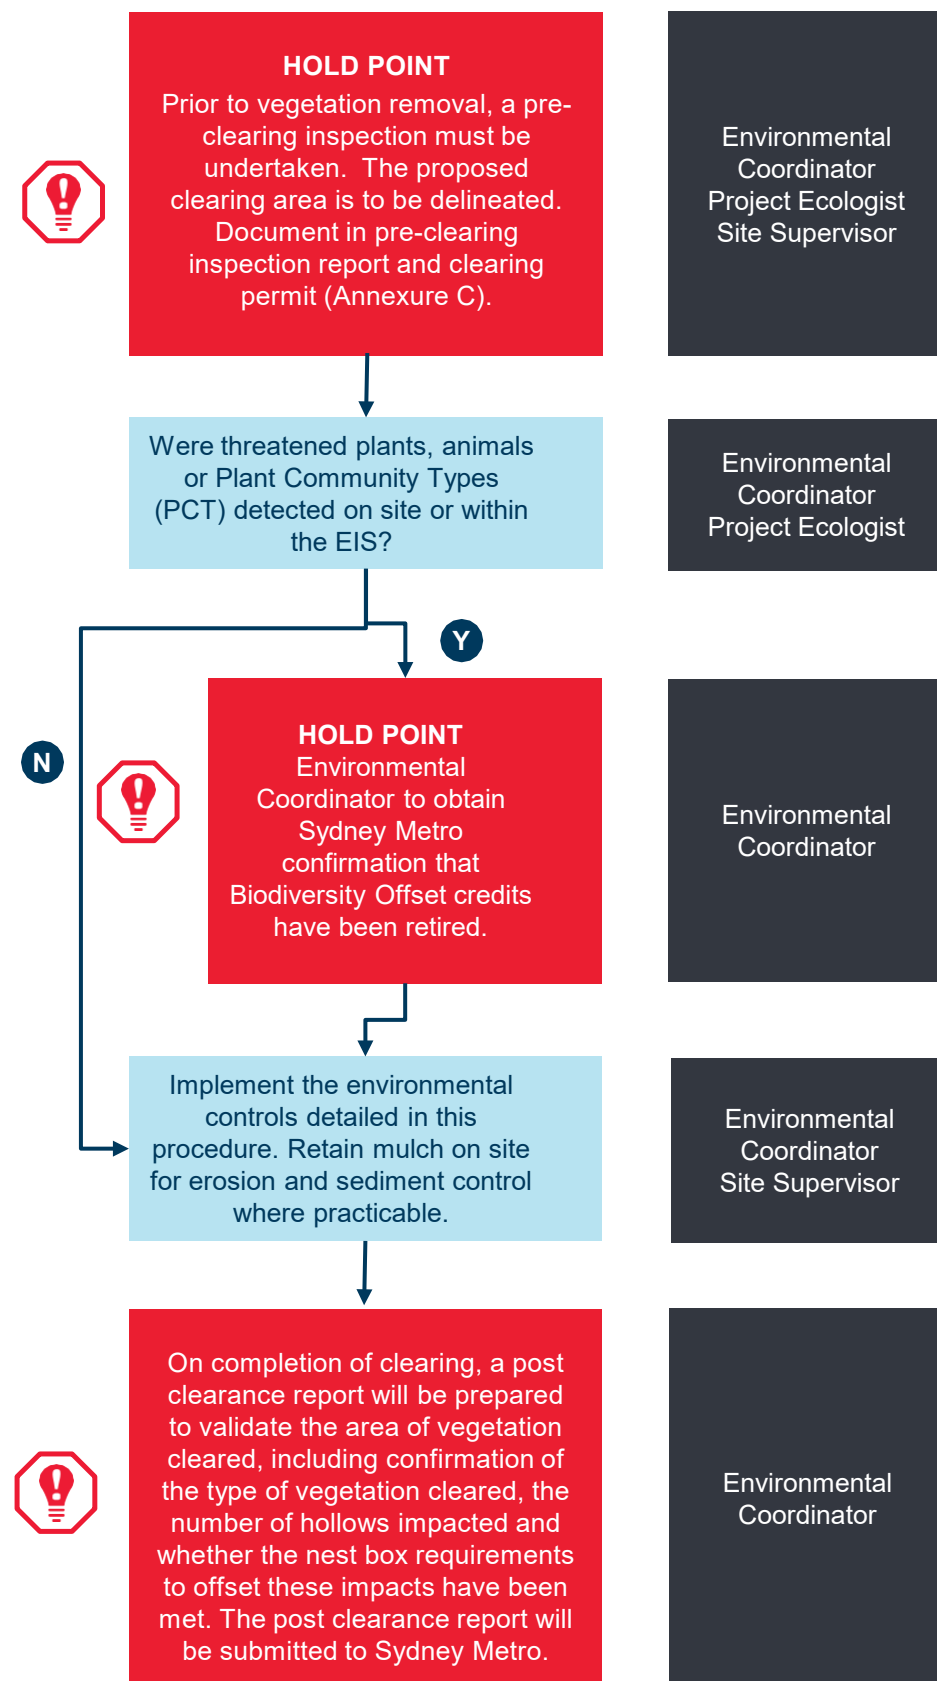 HOLD POINT
Prior to vegetation removal, a pre-
clearing inspection must be
undertaken.  The proposed
clearing area is to be delineated.
Document in pre-clearing
inspection report and clearing
permit (Annexure C).
Environmental
Coordinator
Project Ecologist
Site Supervisor
Were threatened plants, animals
or Plant Community Types
(PCT) detected on site or within
the EIS?
Environmental
Coordinator
Project Ecologist
Y
N
HOLD POINT
Environmental
Coordinator to obtain
Sydney Metro
confirmation that
Biodiversity Offset credits
have been retired.
Environmental
Coordinator
Implement the environmental
controls detailed in this
procedure. Retain mulch on site
for erosion and sediment control
where practicable.
Environmental
Coordinator
Site Supervisor
On completion of clearing, a post
clearance report will be prepared
to validate the area of vegetation
cleared, including confirmation of
the type of vegetation cleared, the
number of hollows impacted and
whether the nest box requirements
to offset these impacts have been
met. The post clearance report will
be submitted to Sydney Metro.
Environmental
Coordinator